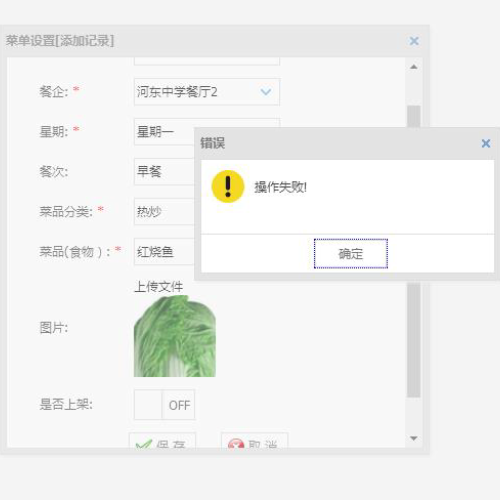 菜单设置[添加记录]
餐企: * 河东中学餐厅2
星期: * 星期一
错误
操作失败!
确定
餐次: 早餐
菜品分类: * 热炒
菜品(食物 ) : * 红烧鱼
上传文件
图片:
是否上架: OFF
保 存 取 消